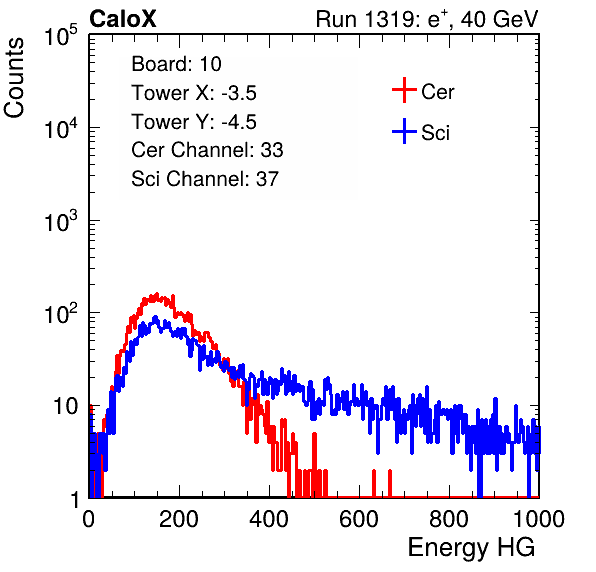 CaloX Run 1319: e⁺, 40 GeV
Counts
10⁵
10⁴
10³
10²
10
1
Board: 10
Tower X: -3.5
Tower Y: -4.5
Cer Channel: 33
Sci Channel: 37
Cer
Sci
0 200 400 600 800 1000
Energy HG